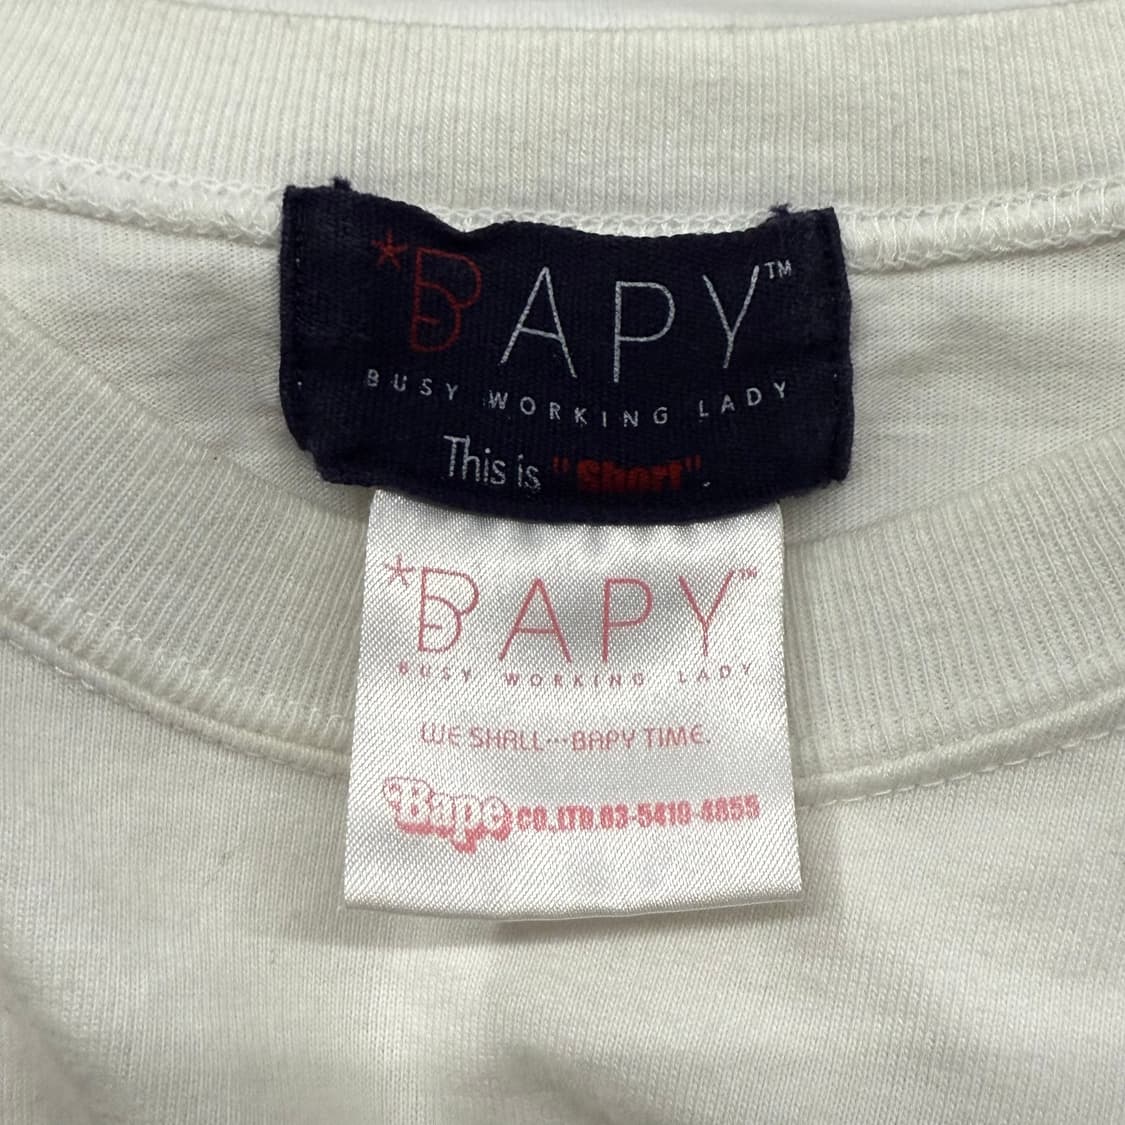 *BAPY™
BUSY WORKING LADY
This is "Short".
*BAPY™
BUSY WORKING LADY
WE SHALL···BAPY TIME.
Bape CO.,LTD.03-5410-4855